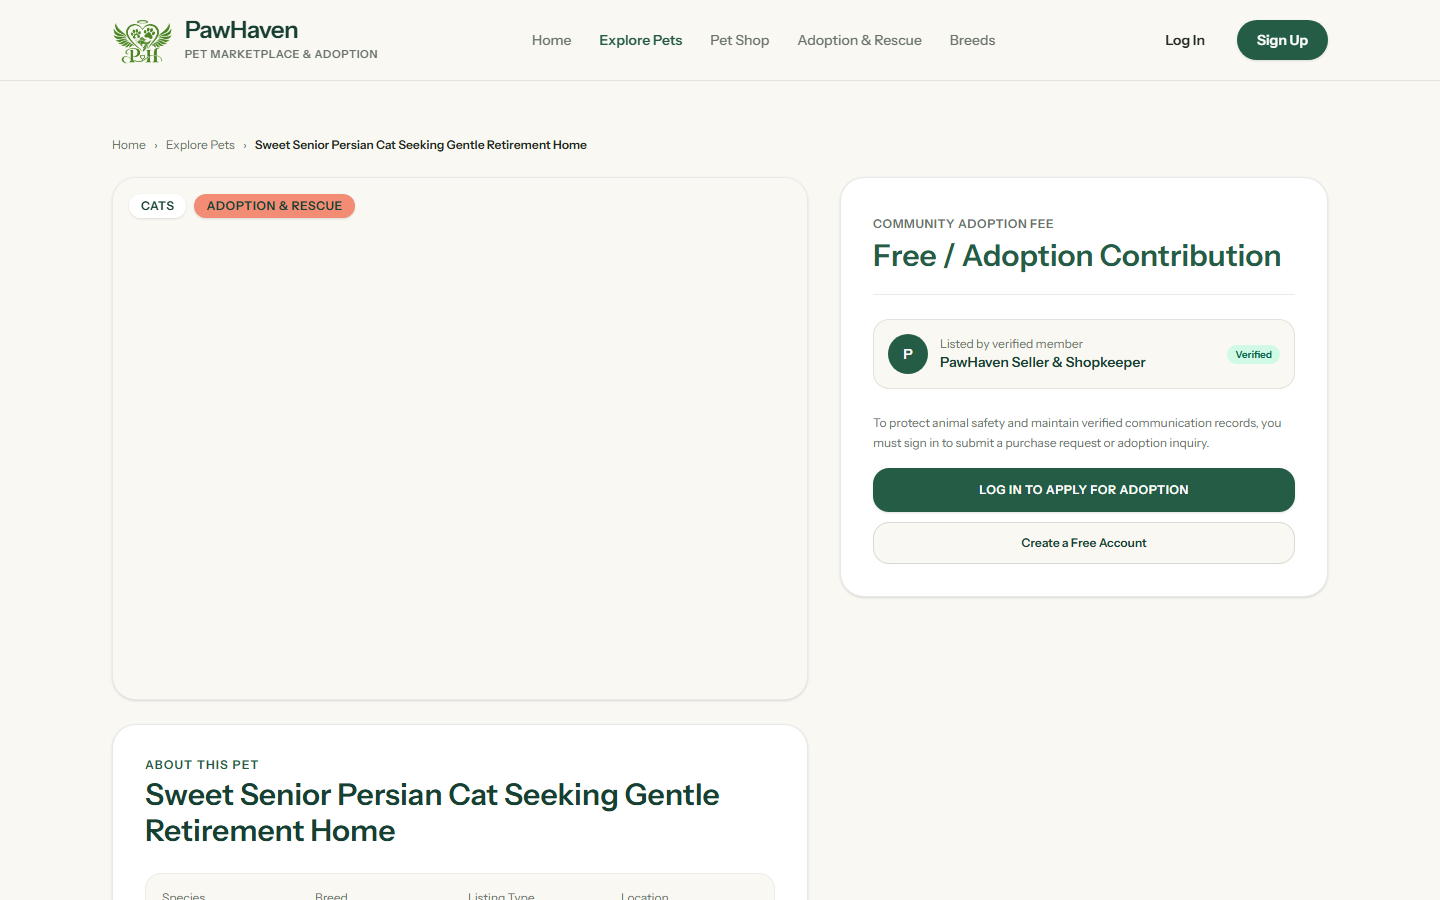 PawHaven
PET MARKETPLACE & ADOPTION
PH
Home
Explore Pets
Pet Shop
Adoption & Rescue
Breeds
Log In
Sign Up
Home › Explore Pets › Sweet Senior Persian Cat Seeking Gentle Retirement Home
CATS
ADOPTION & RESCUE
COMMUNITY ADOPTION FEE
Free / Adoption Contribution
P
Listed by verified member
PawHaven Seller & Shopkeeper
Verified
To protect animal safety and maintain verified communication records, you
must sign in to submit a purchase request or adoption inquiry.
LOG IN TO APPLY FOR ADOPTION
Create a Free Account
ABOUT THIS PET
Sweet Senior Persian Cat Seeking Gentle
Retirement Home
Species
Breed
Listing Type
Location